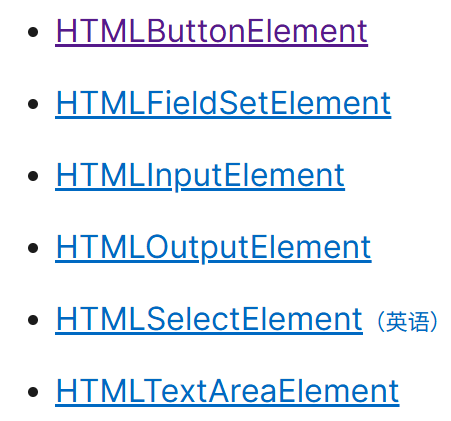 HTMLButtonElement
HTMLFieldSetElement
HTMLInputElement
HTMLOutputElement
HTMLSelectElement（英语）
HTMLTextAreaElement